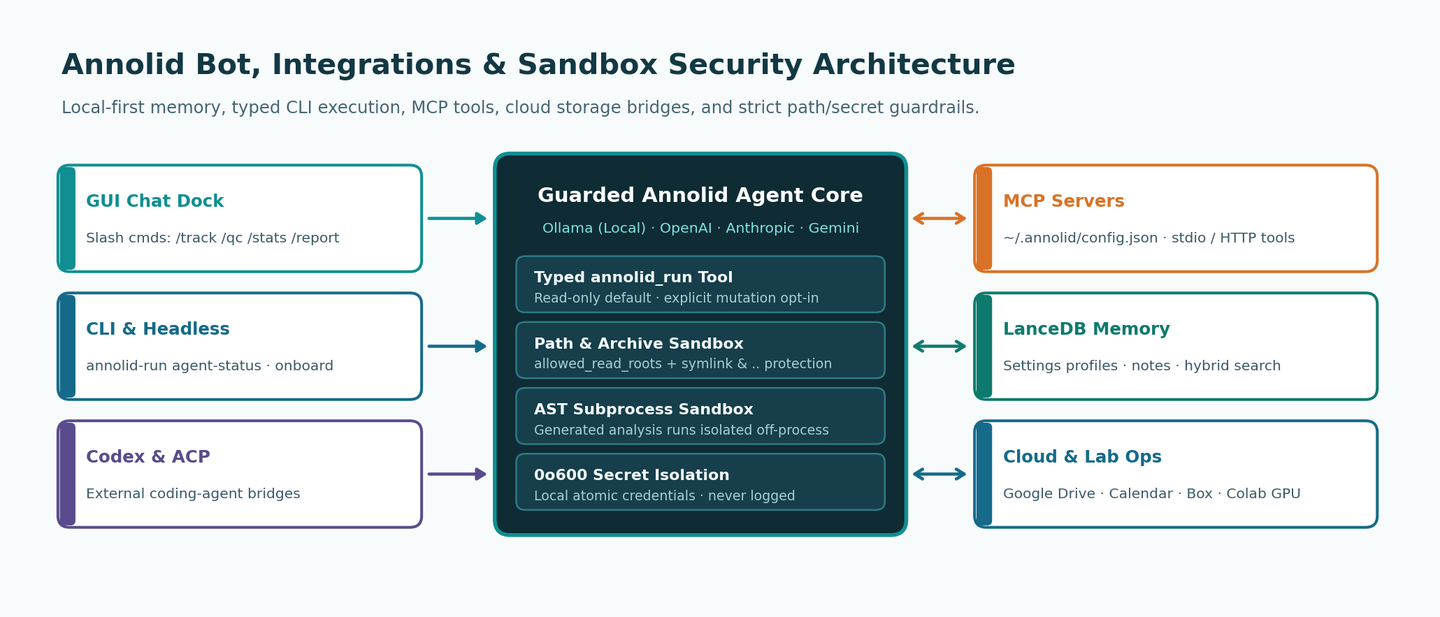 Annolid Bot, Integrations & Sandbox Security Architecture
Local-first memory, typed CLI execution, MCP tools, cloud storage bridges, and strict path/secret guardrails.
GUI Chat Dock
Slash cmds: /track /qc /stats /report
CLI & Headless
annolid-run agent-status · onboard
Codex & ACP
External coding-agent bridges
Guarded Annolid Agent Core
Ollama (Local) · OpenAI · Anthropic · Gemini
Typed annolid_run Tool
Read-only default · explicit mutation opt-in
Path & Archive Sandbox
allowed_read_roots + symlink & .. protection
AST Subprocess Sandbox
Generated analysis runs isolated off-process
0o600 Secret Isolation
Local atomic credentials · never logged
MCP Servers
~/.annolid/config.json · stdio / HTTP tools
LanceDB Memory
Settings profiles · notes · hybrid search
Cloud & Lab Ops
Google Drive · Calendar · Box · Colab GPU